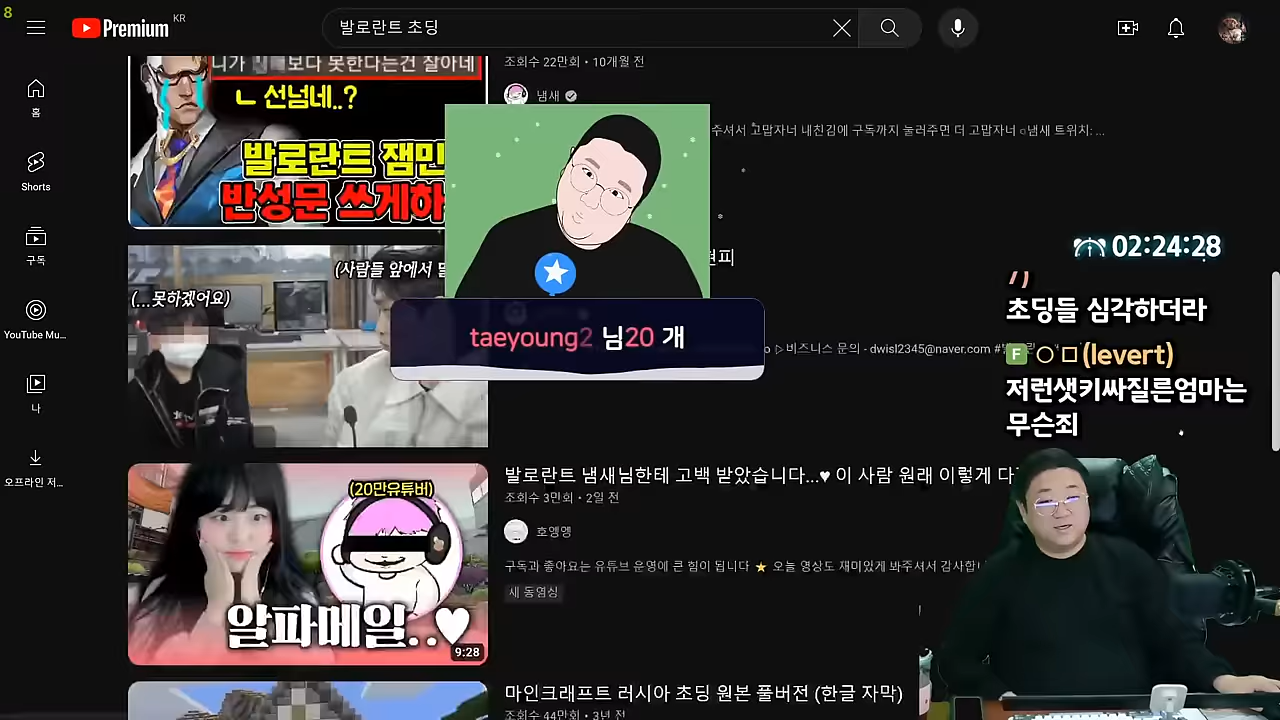 8
Premium
KR
발로란트 초딩
홈
Shorts
구독
YouTube Mu...
나
오프라인 저...
보다 못한다는건 잘아네
ㄴ 선넘네..?
발로란트 잼민
반성문 쓰게하
조회수 22만회 • 10개월 전
냄새
주셔서 고맙자너 내친김에 구독까지 눌러주면 더 고맙자너 ○냄새 트위치: ...
(사람들 앞에서
(...못하겠어요)
taeyoung2 님20 개
▷비즈니스 문의 - dwisl2345@naver.com
02:24:28
초딩들 심각하더라
F ㅇㅁ(levert)
저런샛키싸질른엄마는
무슨죄
(20만유튜버)
알파메일..♥
9:28
발로란트 냄새님한테 고백 받았습니다...♥ 이 사람 원래 이렇게
조회수 3만회 • 2일 전
호엥엥
구독과 좋아요는 유튜브 운영에 큰 힘이 됩니다 ★ 오늘 영상도 재미있게 봐주셔서
새 동영상
마인크래프트 러시아 초딩 원본 풀버전 (한글 자막)
조회수 44만회 • 3년 전